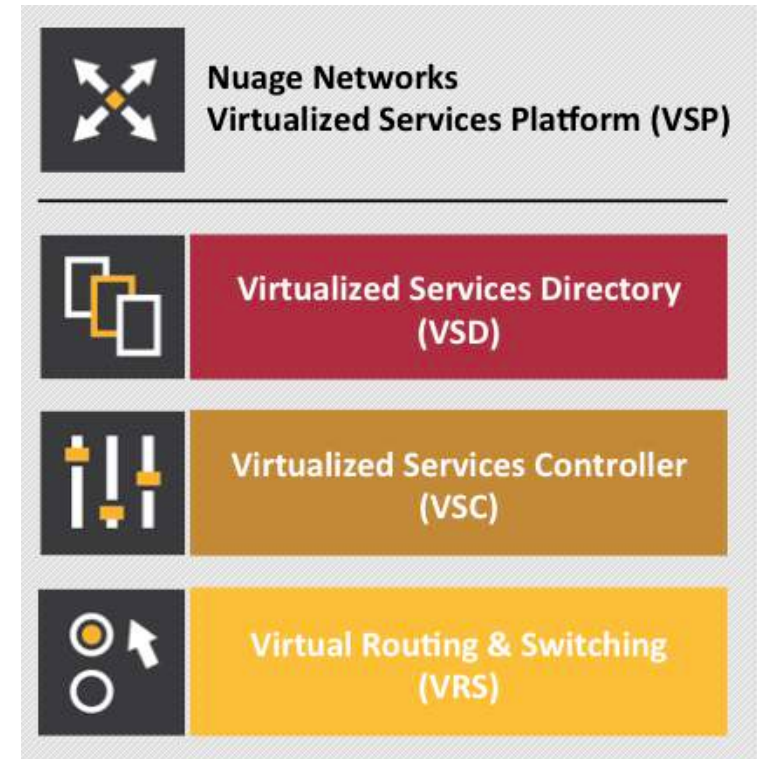 Nuage Networks
Virtualized Services Platform (VSP)
Virtualized Services Directory
(VSD)
Virtualized Services Controller
(VSC)
Virtual Routing & Switching
(VRS)